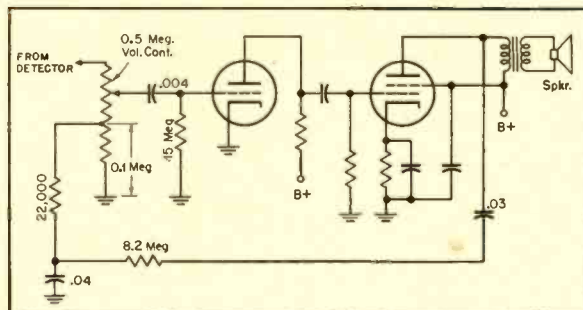 0.5 Meg.
Vol. Cont.
FROM
DETECTOR
.004
15 Meg
0.1 Meg
22,000
8.2 Meg
.04
B+
.03
B+
Spkr.